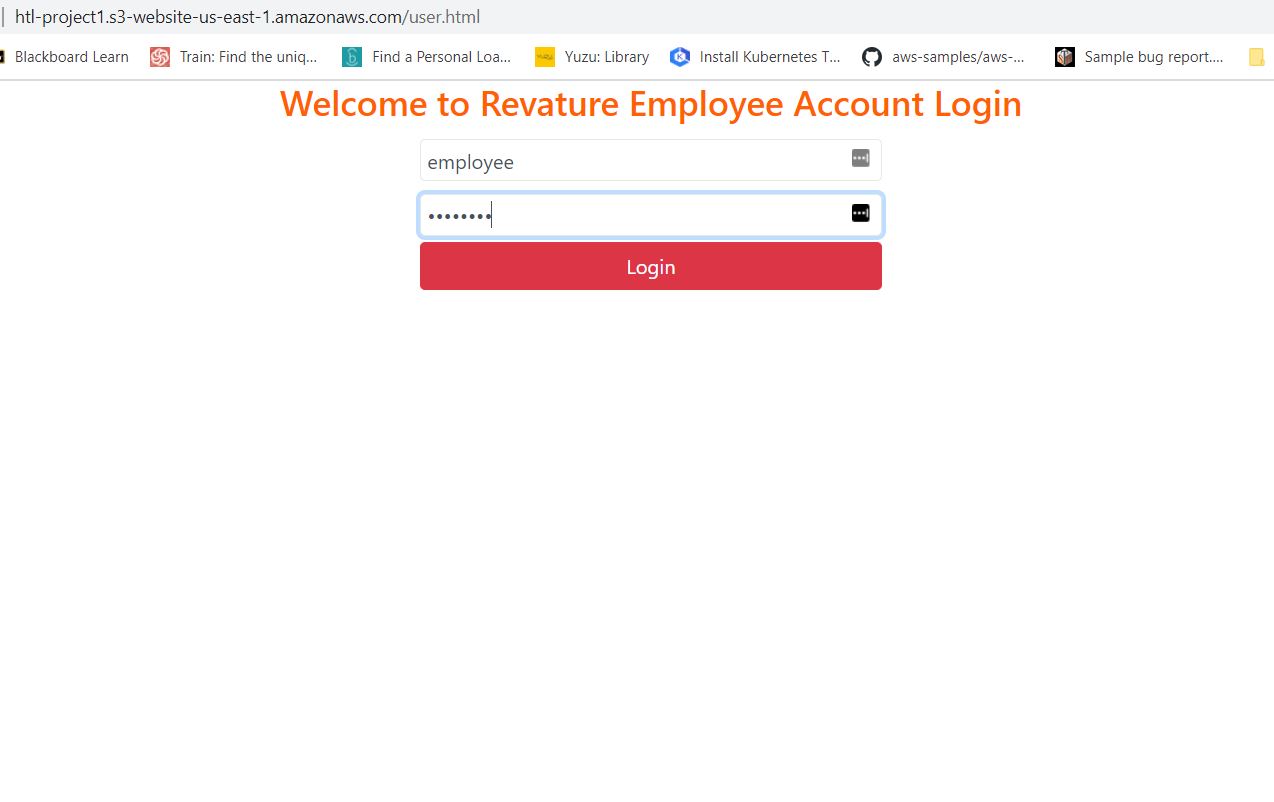 htl-project1.s3-website-us-east-1.amazonaws.com/user.html
Blackboard Learn Train: Find the uniq... Find a Personal Loa... Yuzu: Library Install Kubernetes T... aws-samples/aws-... Sample bug report....
Welcome to Revature Employee Account Login
employee
••••••••
Login